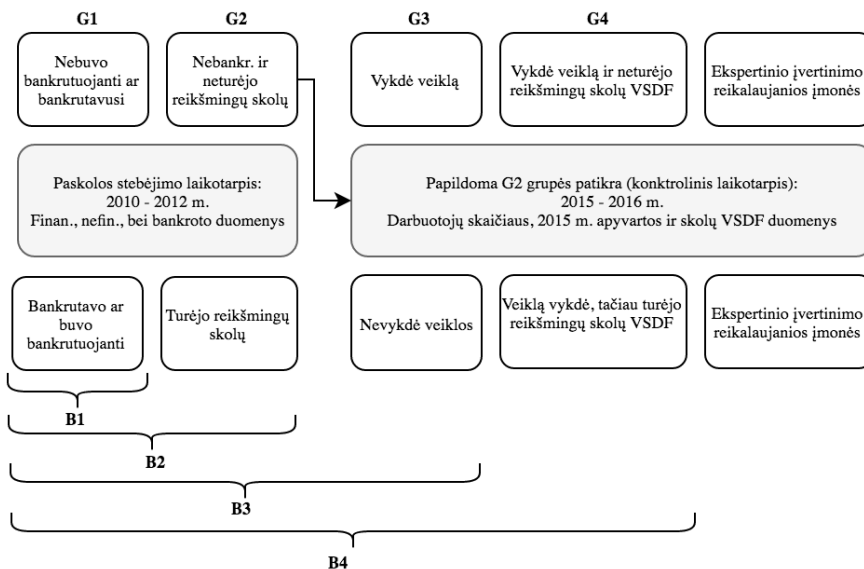 G1
G2
G3
G4
Nebuvo
bankrutuojanti ar
bankrutavusi
Nebankr. ir
neturėjo
reikšmingų skolų
Vykdė veiklą
Vykdė veiklą ir neturėjo
reikšmingų skolų VSDF
Ekspertinio įvertinimo
reikalaujanios įmonės
Paskolos stebėjimo laikotarpis:
2010 - 2012 m.
Finan., nefin., bei bankroto duomenys
Papildoma G2 grupės patikra (konktrolinis laikotarpis):
2015 - 2016 m.
Darbuotojų skaičiaus, 2015 m. apyvartos ir skolų VSDF duomenys
Bankrutavo ar
buvo
bankrutuojanti
Turėjo reikšmingų
skolų
Nevykdė veiklos
Veiklą vykdė, tačiau turėjo
reikšmingų skolų VSDF
Ekspertinio įvertinimo
reikalaujanios įmonės
B1
B2
B3
B4